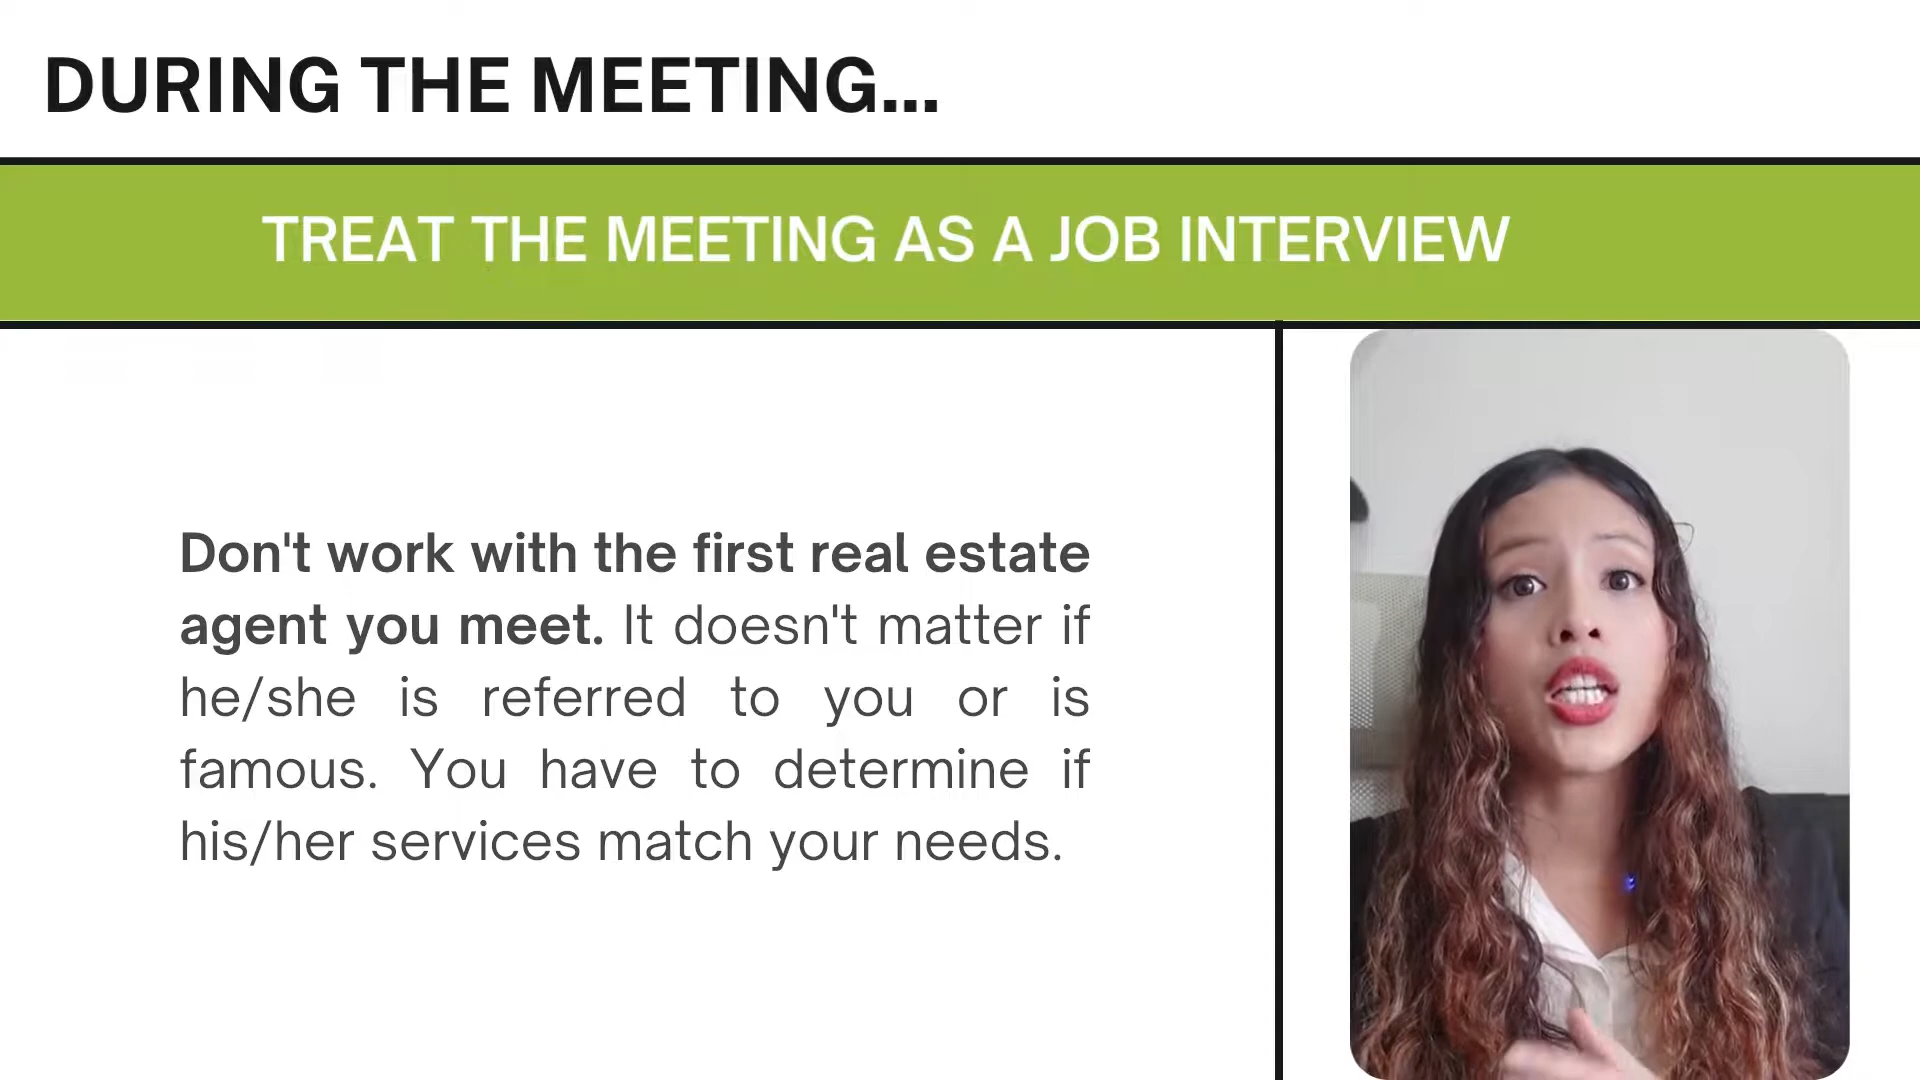 DURING THE MEETING...
TREAT THE MEETING AS A JOB INTERVIEW
Don't work with the first real estate
agent you meet. It doesn't matter if
he/she is referred to you or is
famous. You have to determine if
his/her services match your needs.